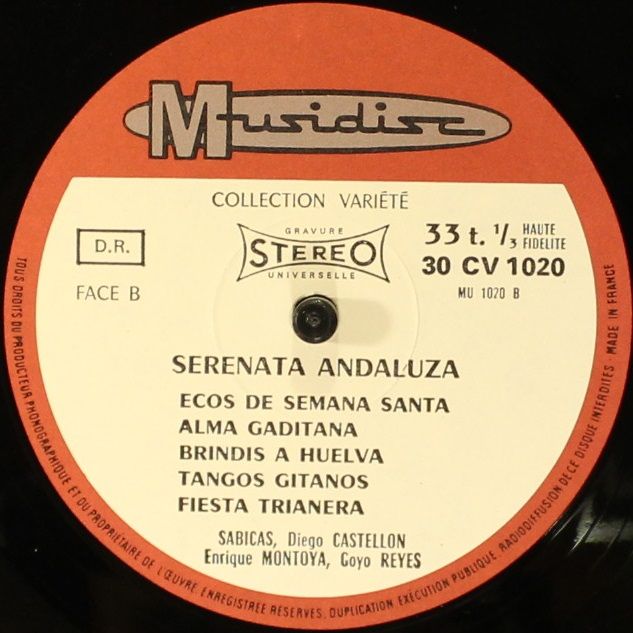 Musidisc
COLLECTION VARIÉTÉ
D.R.
GRAVURE
STEREO
UNIVERSELLE
33 t. 1/3 HAUTE FIDELITE
30 CV 1020
FACE B
MU 1020 B
SERENATA ANDALUZA
ECOS DE SEMANA SANTA
ALMA GADITANA
BRINDIS A HUELVA
TANGOS GITANOS
FIESTA TRIANERA
SABICAS, Diego CASTELLON
Enrique MONTOYA, Goyo REYES
TOUS DROITS DU PRODUCTEUR PHONOGRAPHIQUE ET DU PROPRIÉTAIRE DE L'ŒUVRE ENREGISTREE RESERVES. DUPLICATION EXÉCUTION PUBLIQUE RADIODIFFUSION DE CE DISQUE INTERDITES - MADE IN FRANCE